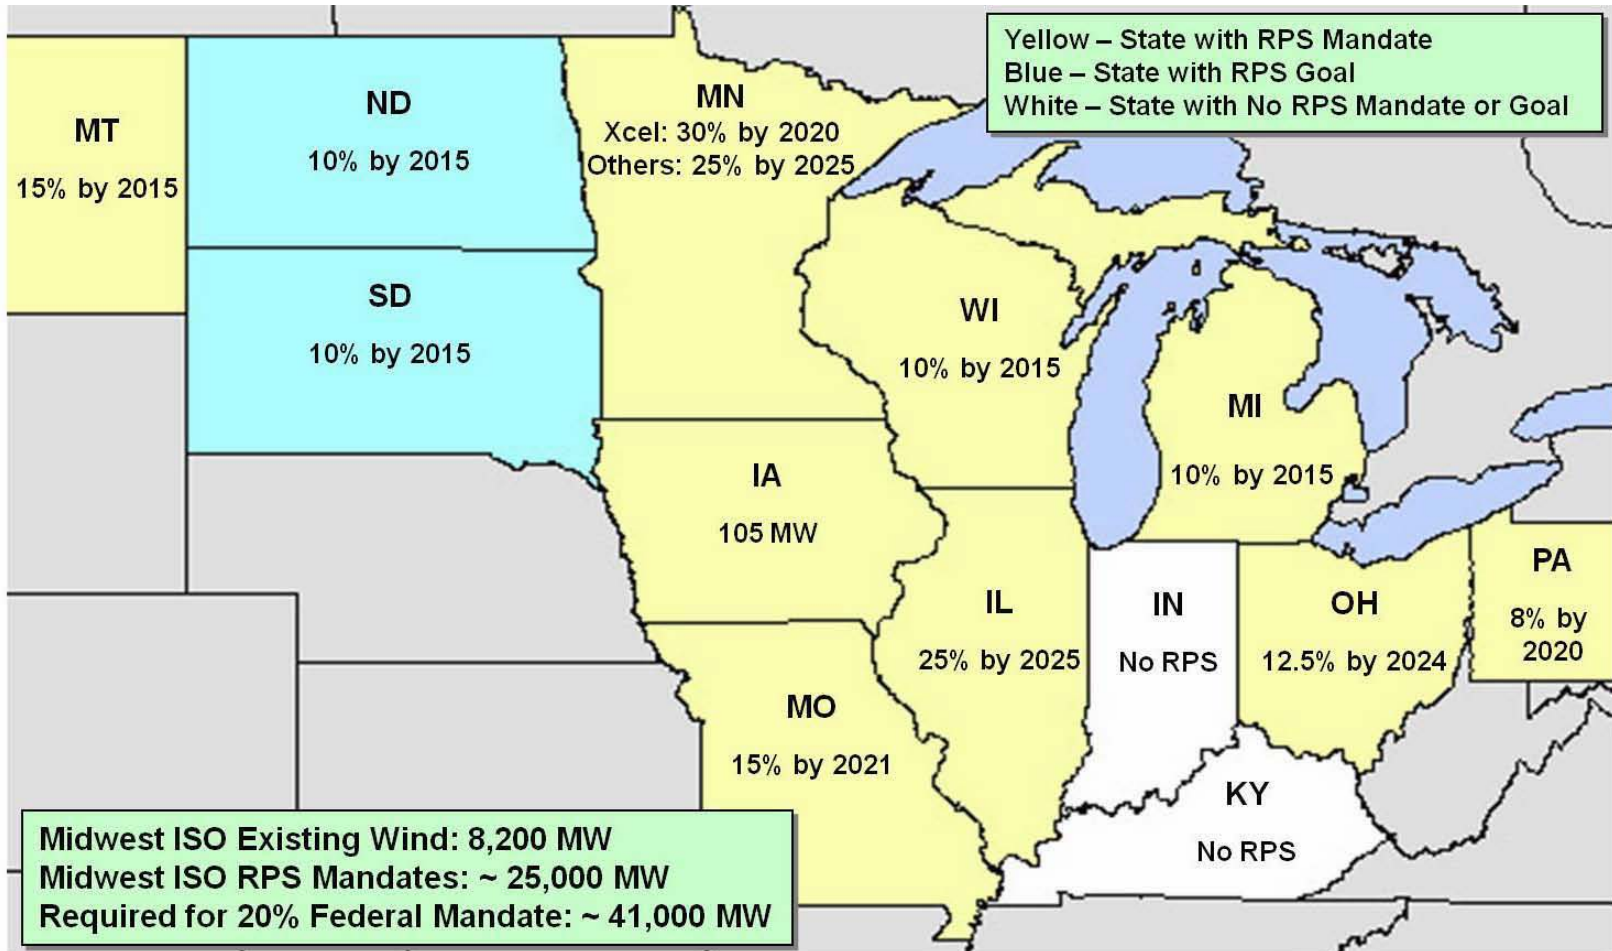 Yellow – State with RPS Mandate
Blue – State with RPS Goal
White – State with No RPS Mandate or Goal
MT
15% by 2015
ND
10% by 2015
MN
Xcel: 30% by 2020
Others: 25% by 2025
SD
10% by 2015
WI
10% by 2015
MI
10% by 2015
IA
105 MW
IL
25% by 2025
IN
No RPS
OH
12.5% by 2024
PA
8% by
2020
MO
15% by 2021
KY
No RPS
Midwest ISO Existing Wind: 8,200 MW
Midwest ISO RPS Mandates: ~ 25,000 MW
Required for 20% Federal Mandate: ~ 41,000 MW